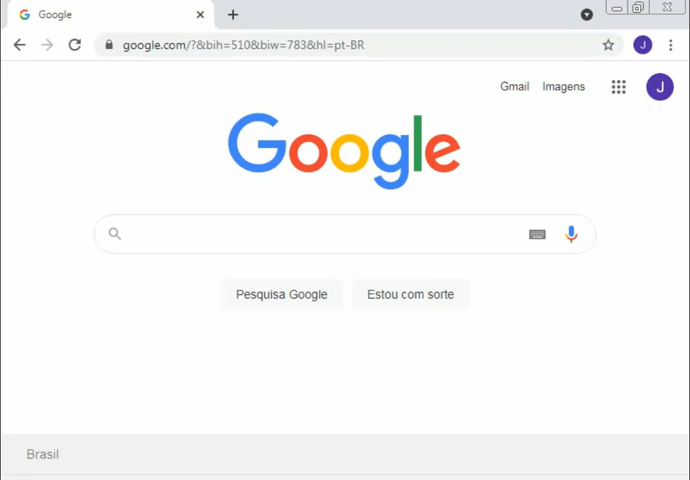 Google
google.com/?&bih=510&biw=783&hl=pt-BR
J
Gmail Imagens J
Google
Pesquisa Google Estou com sorte
Brasil